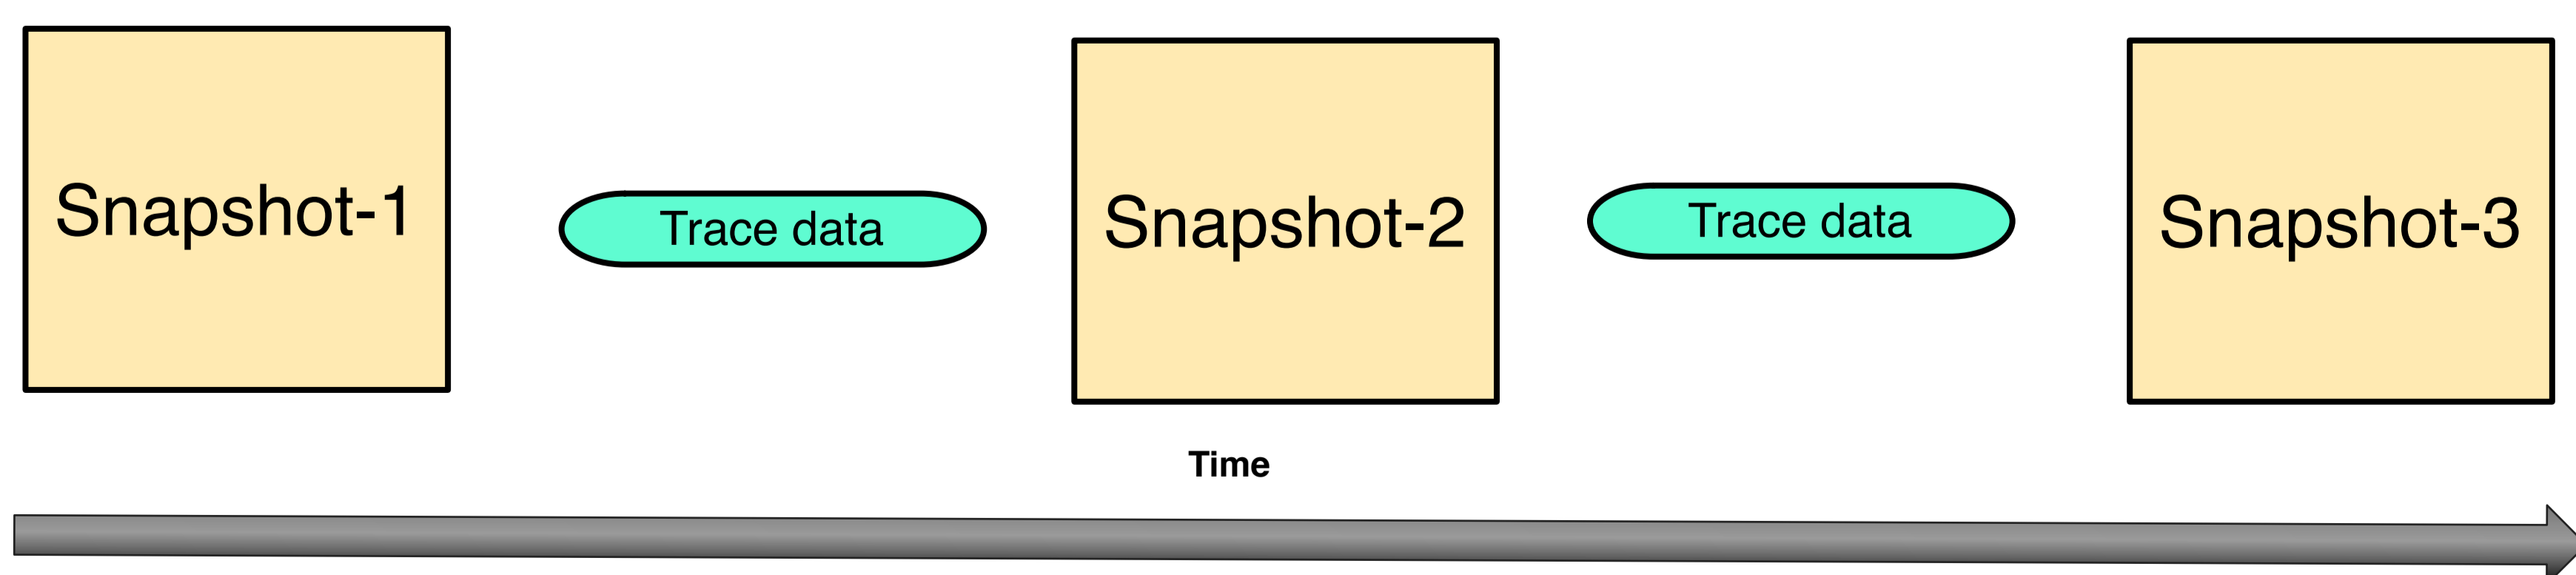 Snapshot-1
Trace data
Snapshot-2
Trace data
Snapshot-3
Time